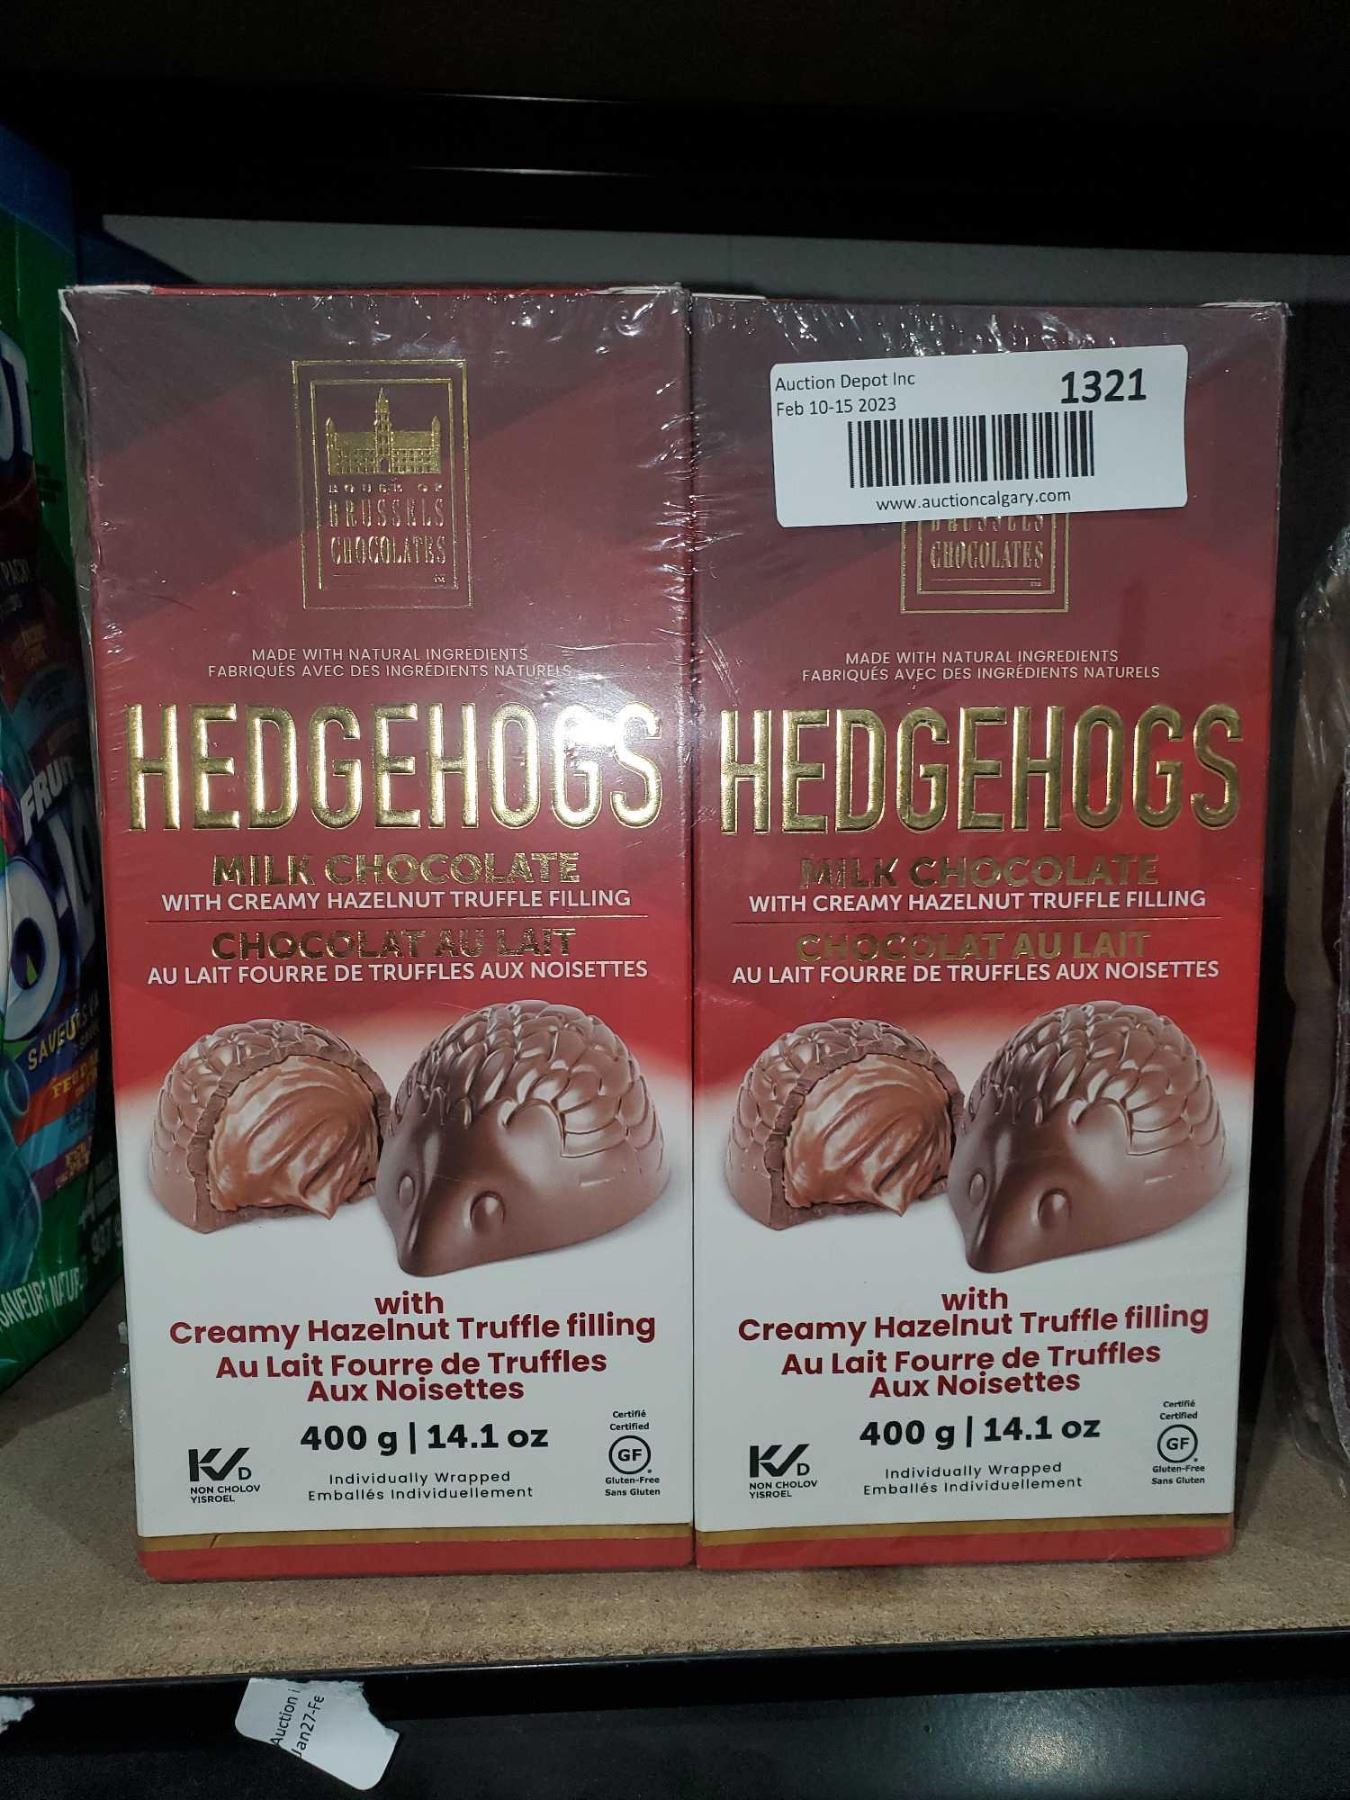 HOUSE OF
BRUSSELS
CHOCOLATES
TM
MADE WITH NATURAL INGREDIENTS
FABRIQUÉS AVEC DES INGRÉDIENTS NATURELS
HEDGEHOGS
MILK CHOCOLATE
WITH CREAMY HAZELNUT TRUFFLE FILLING
CHOCOLAT AU LAIT
AU LAIT FOURRE DE TRUFFLES AUX NOISETTES
with
Creamy Hazelnut Truffle filling
Au Lait Fourre de Truffles
Aux Noisettes
400 g | 14.1 oz
Individually Wrapped
Emballés Individuellement
K D
NON CHOLOV
YISROEL
Certifié
Certified
GF
Gluten-Free
Sans Gluten
Auction Depot Inc
Feb 10-15 2023
1321
www.auctioncalgary.com
BRUSSELS
CHOCOLATES
TM
MADE WITH NATURAL INGREDIENTS
FABRIQUÉS AVEC DES INGRÉDIENTS NATURELS
HEDGEHOGS
MILK CHOCOLATE
WITH CREAMY HAZELNUT TRUFFLE FILLING
CHOCOLAT AU LAIT
AU LAIT FOURRE DE TRUFFLES AUX NOISETTES
with
Creamy Hazelnut Truffle filling
Au Lait Fourre de Truffles
Aux Noisettes
400 g | 14.1 oz
Individually Wrapped
Emballés Individuellement
K D
NON CHOLOV
YISROEL
Certifié
Certified
GF
Gluten-Free
Sans Gluten
Auction i
Jan27-Fe